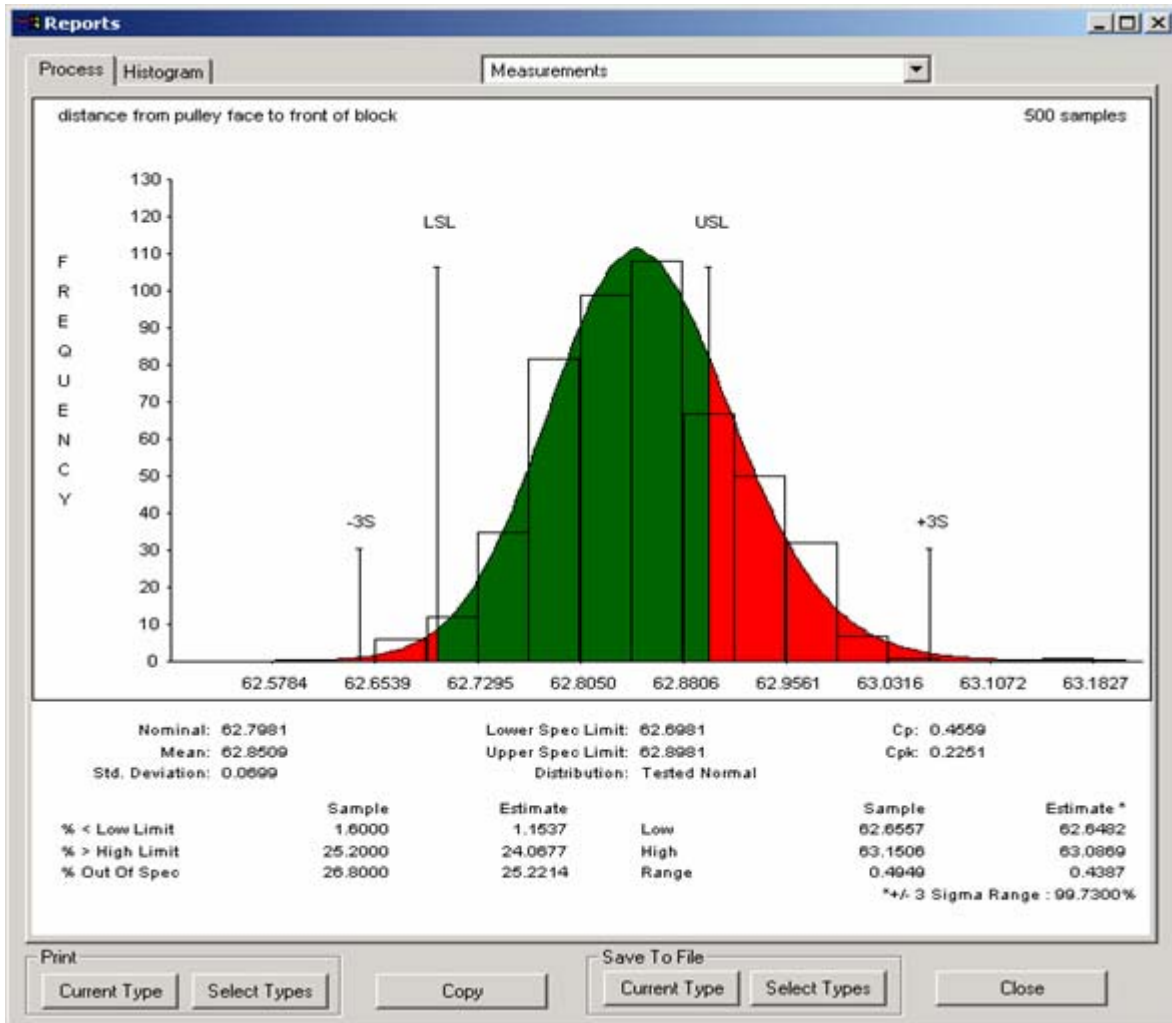 Reports
Process Histogram Measurements
distance from pulley face to front of block 500 samples
130
120
110
100
90
80
70
60
50
40
30
20
10
0
F
R
E
Q
U
E
N
C
Y
LSL USL
-3S +3S
62.5784 62.6539 62.7295 62.8050 62.8806 62.9561 63.0316 63.1072 63.1827
Nominal: 62.7981 Lower Spec Limit: 62.6981 Cp: 0.4559
Mean: 62.8509 Upper Spec Limit: 62.8981 Cpk: 0.2251
Std. Deviation: 0.0699 Distribution: Tested Normal
Sample Estimate Sample Estimate *
% < Low Limit 1.6000 1.1537 Low 62.6557 62.6482
% > High Limit 25.2000 24.0677 High 63.1506 63.0869
% Out Of Spec 26.8000 25.2214 Range 0.4949 0.4387
*+/- 3 Sigma Range : 99.7300%
Print Save To File
Current Type Select Types Copy Current Type Select Types Close